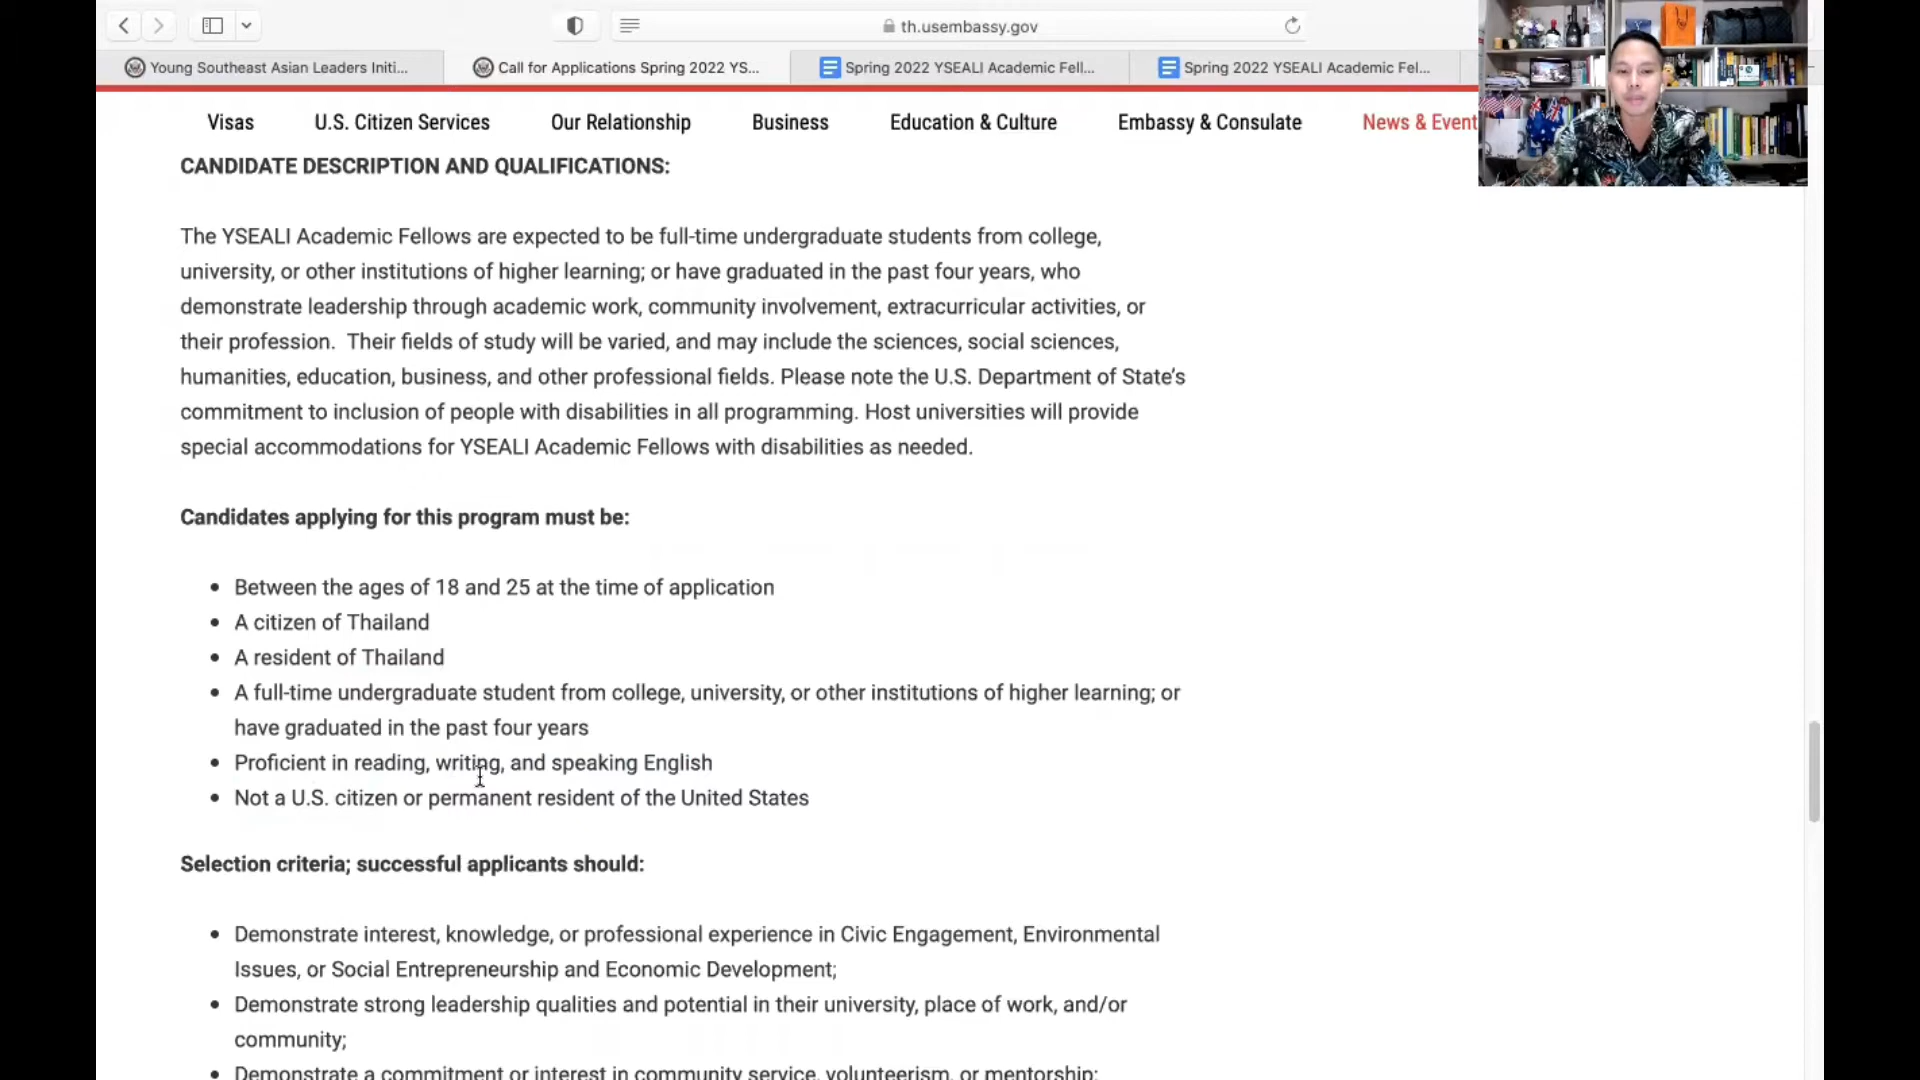 th.usembassy.gov
Young Southeast Asian Leaders Initi...
Call for Applications Spring 2022 YS...
Spring 2022 YSEALI Academic Fell...
Spring 2022 YSEALI Academic Fel...
Visas
U.S. Citizen Services
Our Relationship
Business
Education & Culture
Embassy & Consulate
News & Event
CANDIDATE DESCRIPTION AND QUALIFICATIONS:
The YSEALI Academic Fellows are expected to be full-time undergraduate students from college,
university, or other institutions of higher learning; or have graduated in the past four years, who
demonstrate leadership through academic work, community involvement, extracurricular activities, or
their profession.  Their fields of study will be varied, and may include the sciences, social sciences,
humanities, education, business, and other professional fields. Please note the U.S. Department of State’s
commitment to inclusion of people with disabilities in all programming. Host universities will provide
special accommodations for YSEALI Academic Fellows with disabilities as needed.
Candidates applying for this program must be:
• Between the ages of 18 and 25 at the time of application
• A citizen of Thailand
• A resident of Thailand
• A full-time undergraduate student from college, university, or other institutions of higher learning; or
have graduated in the past four years
• Proficient in reading, writing, and speaking English
• Not a U.S. citizen or permanent resident of the United States
Selection criteria; successful applicants should:
• Demonstrate interest, knowledge, or professional experience in Civic Engagement, Environmental
Issues, or Social Entrepreneurship and Economic Development;
• Demonstrate strong leadership qualities and potential in their university, place of work, and/or
community;
• Demonstrate a commitment or interest in community service, volunteerism, or mentorship;